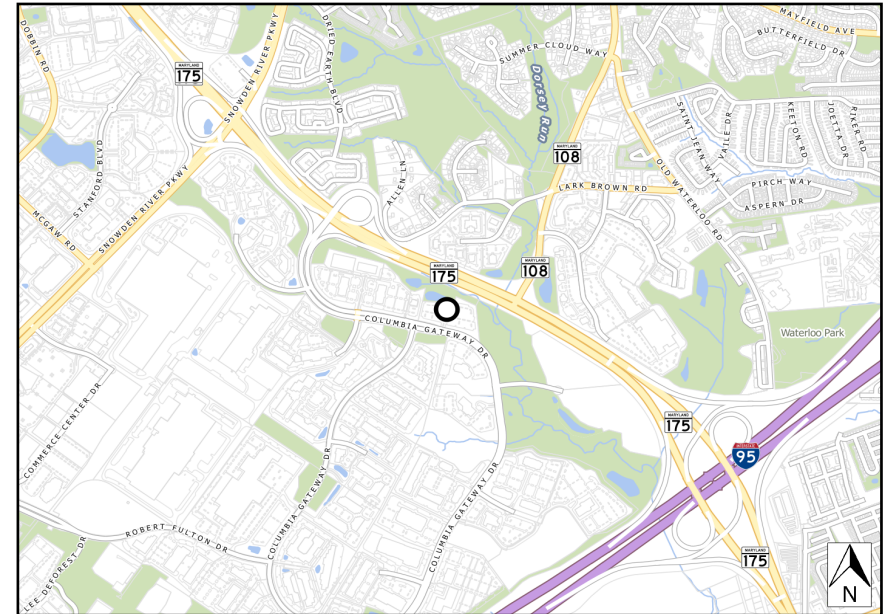 MAYFIELD AVE
BUTTERFIELD DR
DOBBIN RD
DRIED EARTH BLVD
SNOWDEN RIVER PKWY
SUMMER CLOUD WAY
MARYLAND
175
Dorsey Run
SAINT JEAN WAY
VAILE DR
KEETON RD
JOETTA DR
RIKER RD
STANFORD BLVD
MARYLAND
108
OLD WATERLOO RD
ALLEN LN
LARK BROWN RD
PIRCH WAY
ASPERN DR
MCGAW RD
SNOWDEN RIVER PKWY
MARYLAND
175
MARYLAND
108
COLUMBIA GATEWAY DR
Waterloo Park
COMMERCE CENTER DR
MARYLAND
175
INTERSTATE
95
COLUMBIA GATEWAY DR
COLUMBIA GATEWAY DR
ROBERT FULTON DR
LEE DEFOREST DR
MARYLAND
175
N